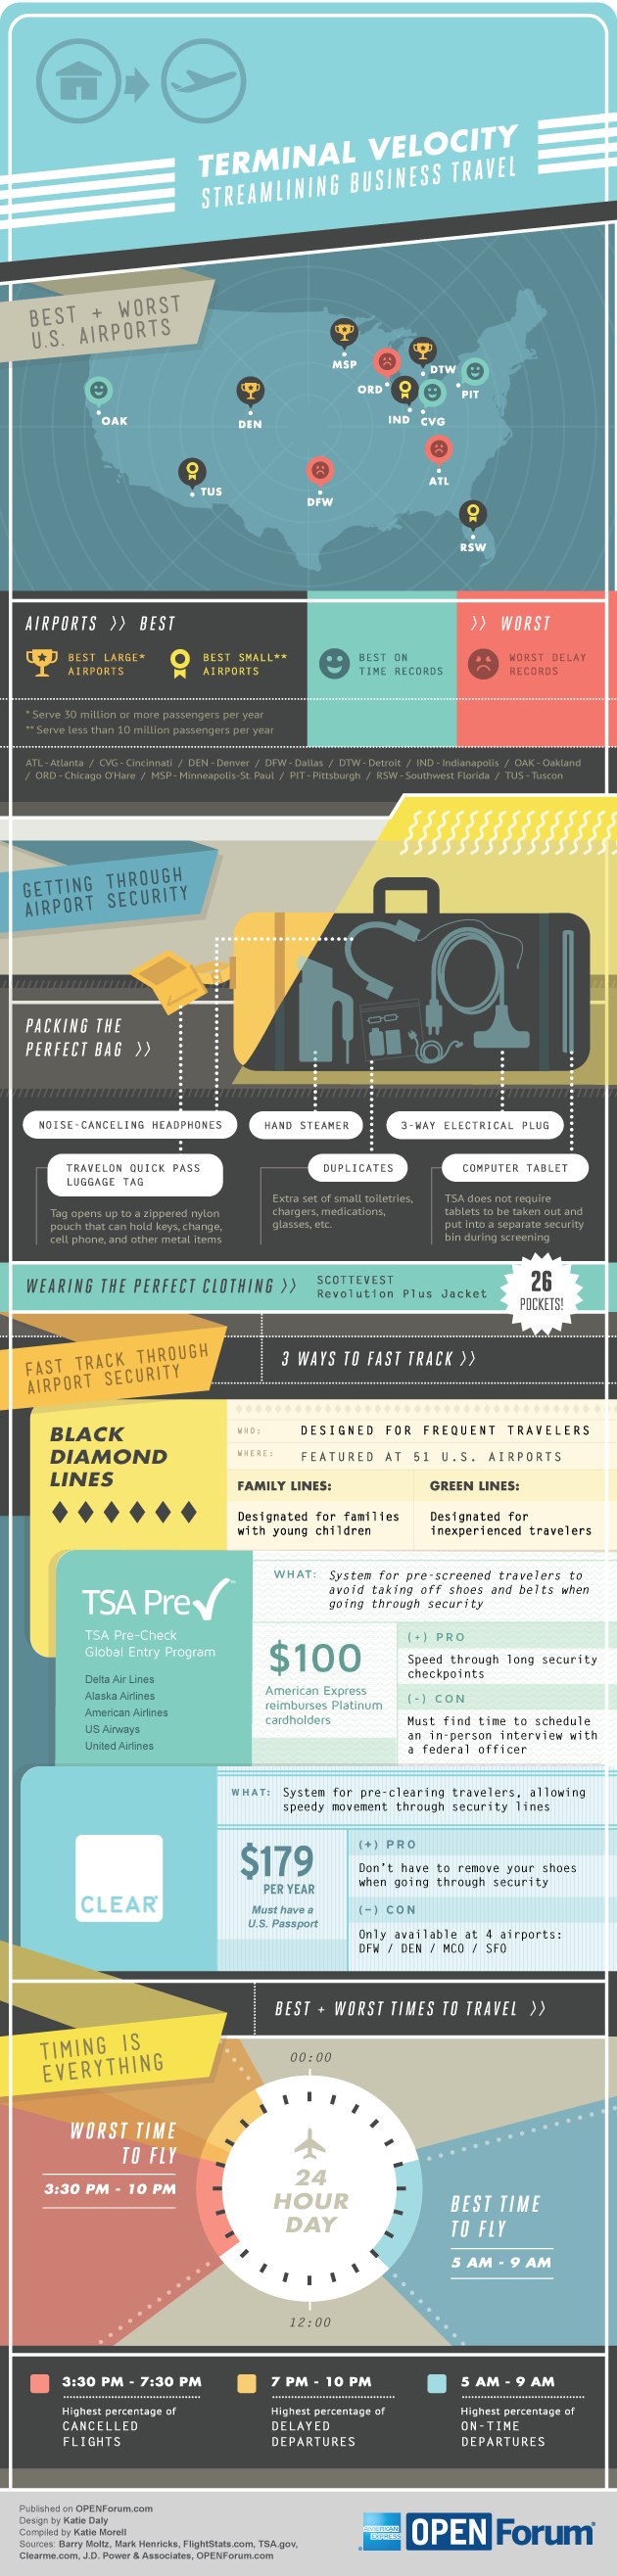 TERMINAL VELOCITY
STREAMLINING BUSINESS TRAVEL
BEST + WORST
U.S. AIRPORTS
MSP
DTW
ORD
PIT
OAK
DEN
IND
CVG
TUS
DFW
ATL
RSW
AIRPORTS >> BEST
>> WORST
BEST LARGE*
AIRPORTS
BEST SMALL**
AIRPORTS
BEST ON
TIME RECORDS
WORST DELAY
RECORDS
* Serve 30 million or more passengers per year
** Serve less than 10 million passengers per year
ATL - Atlanta / CVG - Cincinnati / DEN - Denver / DFW - Dallas / DTW - Detroit / IND - Indianapolis / OAK - Oakland
/ ORD - Chicago O'Hare / MSP - Minneapolis-St. Paul / PIT - Pittsburgh / RSW - Southwest Florida / TUS - Tuscon
GETTING THROUGH
AIRPORT SECURITY
PACKING THE
PERFECT BAG >>
NOISE-CANCELING HEADPHONES
HAND STEAMER
3-WAY ELECTRICAL PLUG
TRAVELON QUICK PASS
LUGGAGE TAG
Tag opens up to a zippered nylon
pouch that can hold keys, change,
cell phone, and other metal items
DUPLICATES
Extra set of small toiletries,
chargers, medications,
glasses, etc.
COMPUTER TABLET
TSA does not require
tablets to be taken out and
put into a separate security
bin during screening
WEARING THE PERFECT CLOTHING >>
SCOTTEVEST
Revolution Plus Jacket
26
POCKETS!
FAST TRACK THROUGH
AIRPORT SECURITY
3 WAYS TO FAST TRACK >>
BLACK
DIAMOND
LINES
WHO: DESIGNED FOR FREQUENT TRAVELERS
WHERE: FEATURED AT 51 U.S. AIRPORTS
FAMILY LINES:
Designated for families
with young children
GREEN LINES:
Designated for
inexperienced travelers
TSA Pre✓™
TSA Pre-Check
Global Entry Program
Delta Air Lines
Alaska Airlines
American Airlines
US Airways
United Airlines
WHAT: System for pre-screened travelers to
avoid taking off shoes and belts when
going through security
$100
American Express
reimburses Platinum
cardholders
(+) PRO
Speed through long security
checkpoints
(-) CON
Must find time to schedule
an in-person interview with
a federal officer
CLEAR
WHAT: System for pre-clearing travelers, allowing
speedy movement through security lines
$179
PER YEAR
Must have a
U.S. Passport
(+) PRO
Don't have to remove your shoes
when going through security
(-) CON
Only available at 4 airports:
DFW / DEN / MCO / SFO
BEST + WORST TIMES TO TRAVEL >>
TIMING IS
EVERYTHING
00:00
WORST TIME
TO FLY
3:30 PM - 10 PM
24
HOUR
DAY
BEST TIME
TO FLY
5 AM - 9 AM
12:00
3:30 PM - 7:30 PM
Highest percentage of
CANCELLED
FLIGHTS
7 PM - 10 PM
Highest percentage of
DELAYED
DEPARTURES
5 AM - 9 AM
Highest percentage of
ON-TIME
DEPARTURES
Published on OPENForum.com
Design by Katie Daly
Compiled by Katie Morell
Sources: Barry Moltz, Mark Henricks, FlightStats.com, TSA.gov,
Clearme.com, J.D. Power & Associates, OPENForum.com
AMERICAN
EXPRESS
OPEN Forum